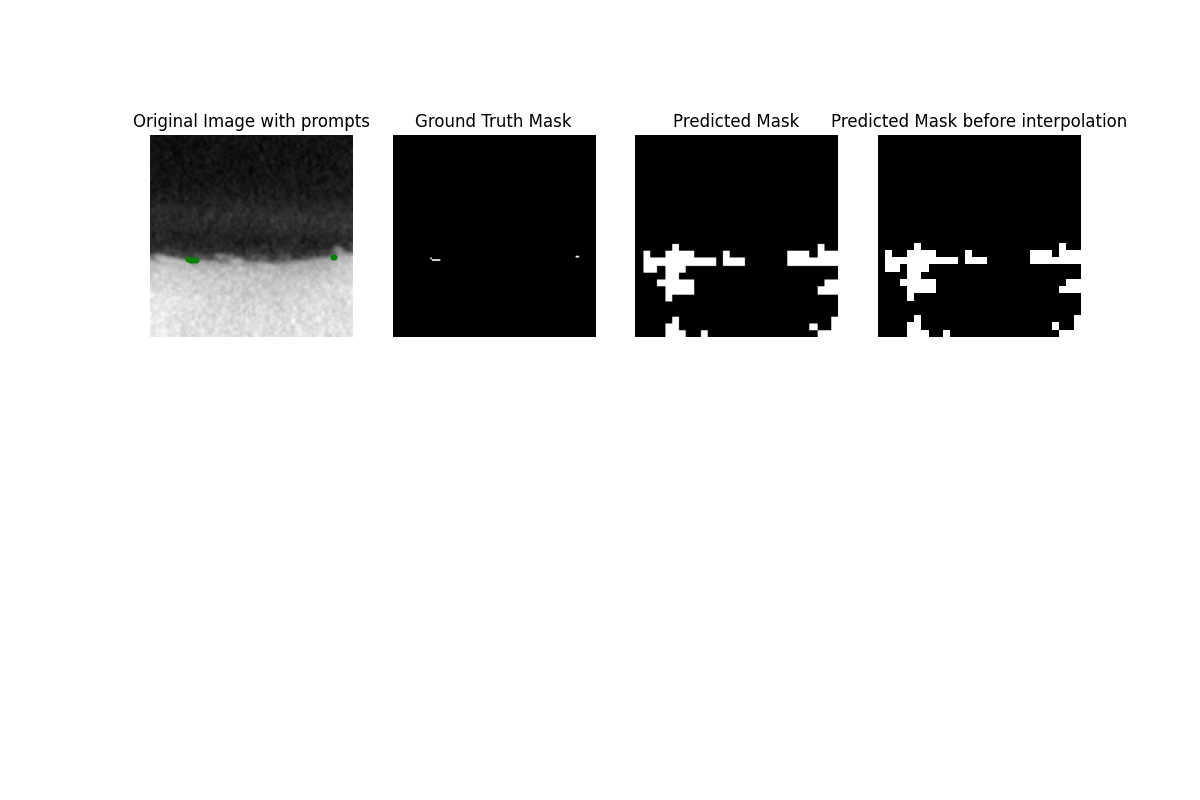 Original Image with prompts
Ground Truth Mask
Predicted Mask
Predicted Mask before interpolation